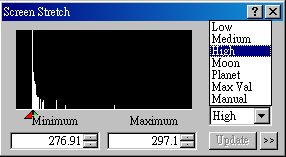 Screen Stretch
Low
Medium
High
Moon
Planet
Max Val
Manual
Minimum
Maximum
High
276.91
297.1
Update
>>